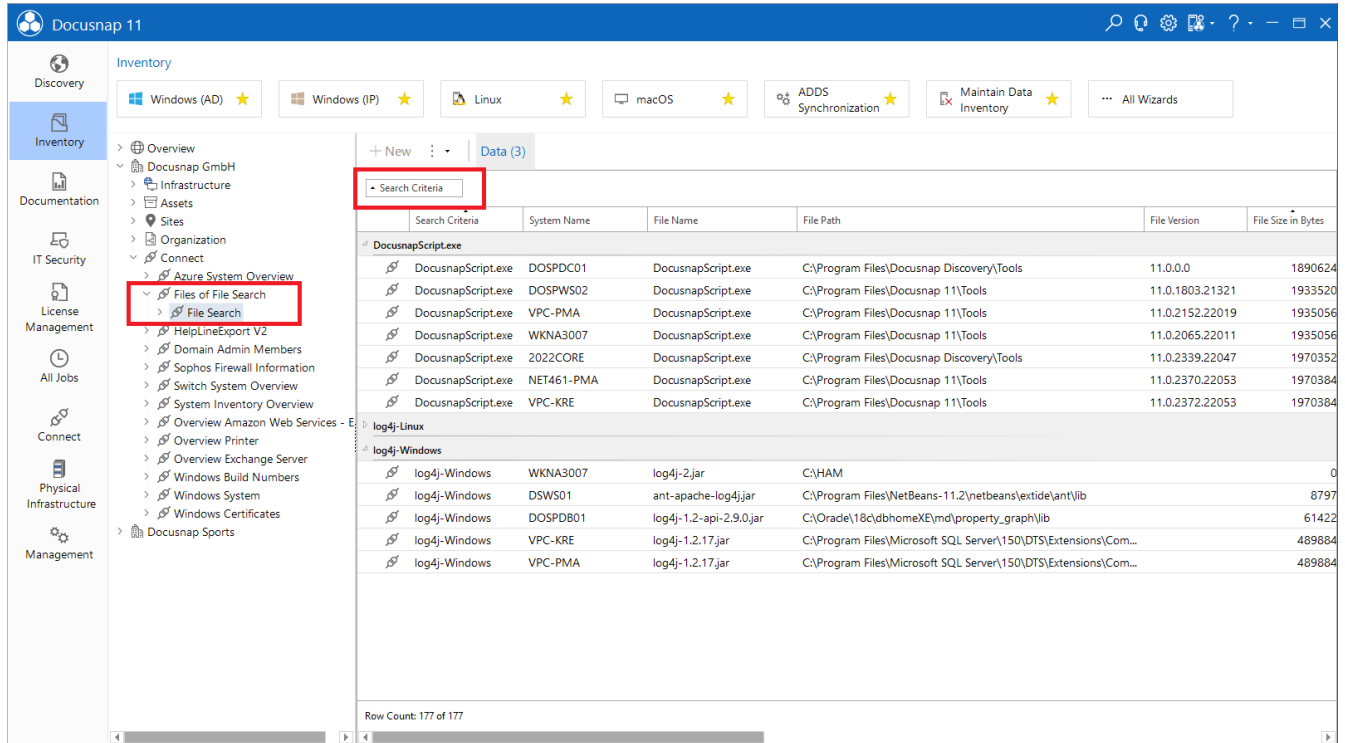 Docusnap 11
Discovery
Inventory
Documentation
IT Security
License
Management
All Jobs
Connect
Physical
Infrastructure
Management
Inventory
Windows (AD)
Windows (IP)
Linux
macOS
ADDS
Synchronization
Maintain Data
Inventory
All Wizards
Overview
Docusnap GmbH
Infrastructure
Assets
Sites
Organization
Connect
Azure System Overview
Files of File Search
File Search
HelpLineExport V2
Domain Admin Members
Sophos Firewall Information
Switch System Overview
System Inventory Overview
Overview Amazon Web Services - E
Overview Printer
Overview Exchange Server
Windows Build Numbers
Windows System
Windows Certificates
Docusnap Sports
+ New Data (3)
Search Criteria
Search Criteria System Name File Name File Path File Version File Size in Bytes
DocusnapScript.exe
DocusnapScript.exe DOSPDC01 DocusnapScript.exe C:\Program Files\Docusnap Discovery\Tools 11.0.0.0 1890624
DocusnapScript.exe DOSPWS02 DocusnapScript.exe C:\Program Files\Docusnap 11\Tools 11.0.1803.21321 1933520
DocusnapScript.exe VPC-PMA DocusnapScript.exe C:\Program Files\Docusnap 11\Tools 11.0.2152.22019 1935056
DocusnapScript.exe WKNA3007 DocusnapScript.exe C:\Program Files\Docusnap 11\Tools 11.0.2065.22011 1935056
DocusnapScript.exe 2022CORE DocusnapScript.exe C:\Program Files\Docusnap Discovery\Tools 11.0.2339.22047 1970352
DocusnapScript.exe NET461-PMA DocusnapScript.exe C:\Program Files\Docusnap 11\Tools 11.0.2370.22053 1970384
DocusnapScript.exe VPC-KRE DocusnapScript.exe C:\Program Files\Docusnap 11\Tools 11.0.2372.22053 1970384
log4j-Linux
log4j-Windows
log4j-Windows WKNA3007 log4j-2.jar C:\HAM 0
log4j-Windows DSWS01 ant-apache-log4j.jar C:\Program Files\NetBeans-11.2\netbeans\extide\ant\lib 8797
log4j-Windows DOSPDB01 log4j-1.2-api-2.9.0.jar C:\Oracle\18c\dbhomeXE\md\property_graph\lib 61422
log4j-Windows VPC-KRE log4j-1.2.17.jar C:\Program Files\Microsoft SQL Server\150\DTS\Extensions\Com... 489884
log4j-Windows VPC-PMA log4j-1.2.17.jar C:\Program Files\Microsoft SQL Server\150\DTS\Extensions\Com... 489884
Row Count: 177 of 177